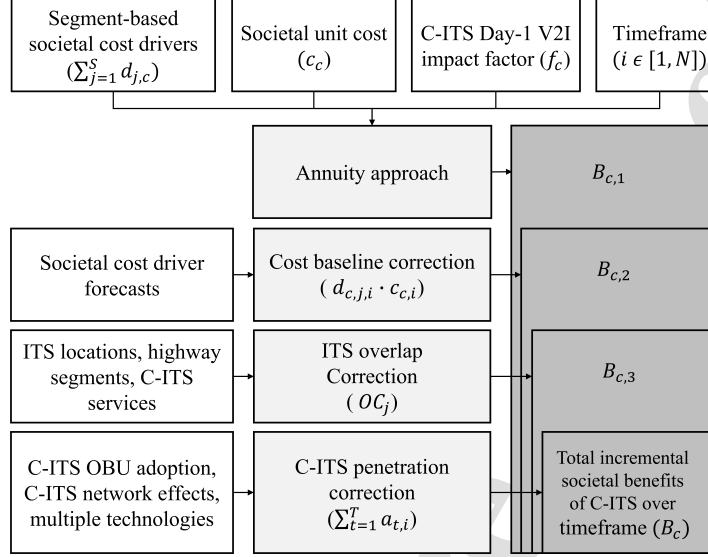 Segment-based
societal cost drivers
(∑_{j=1}^{S} d_{j,c})
Societal unit cost
(c_c)
C-ITS Day-1 V2I
impact factor (f_c)
Timeframe
(i ϵ [1, N])
Annuity approach
B_{c,1}
Societal cost driver
forecasts
Cost baseline correction
( d_{c,j,i} · c_{c,i})
B_{c,2}
ITS locations, highway
segments, C-ITS
services
ITS overlap
Correction
( OC_j)
B_{c,3}
C-ITS OBU adoption,
C-ITS network effects,
multiple technologies
C-ITS penetration
correction
(∑_{t=1}^{T} a_{t,i})
Total incremental
societal benefits
of C-ITS over
timeframe (B_c)